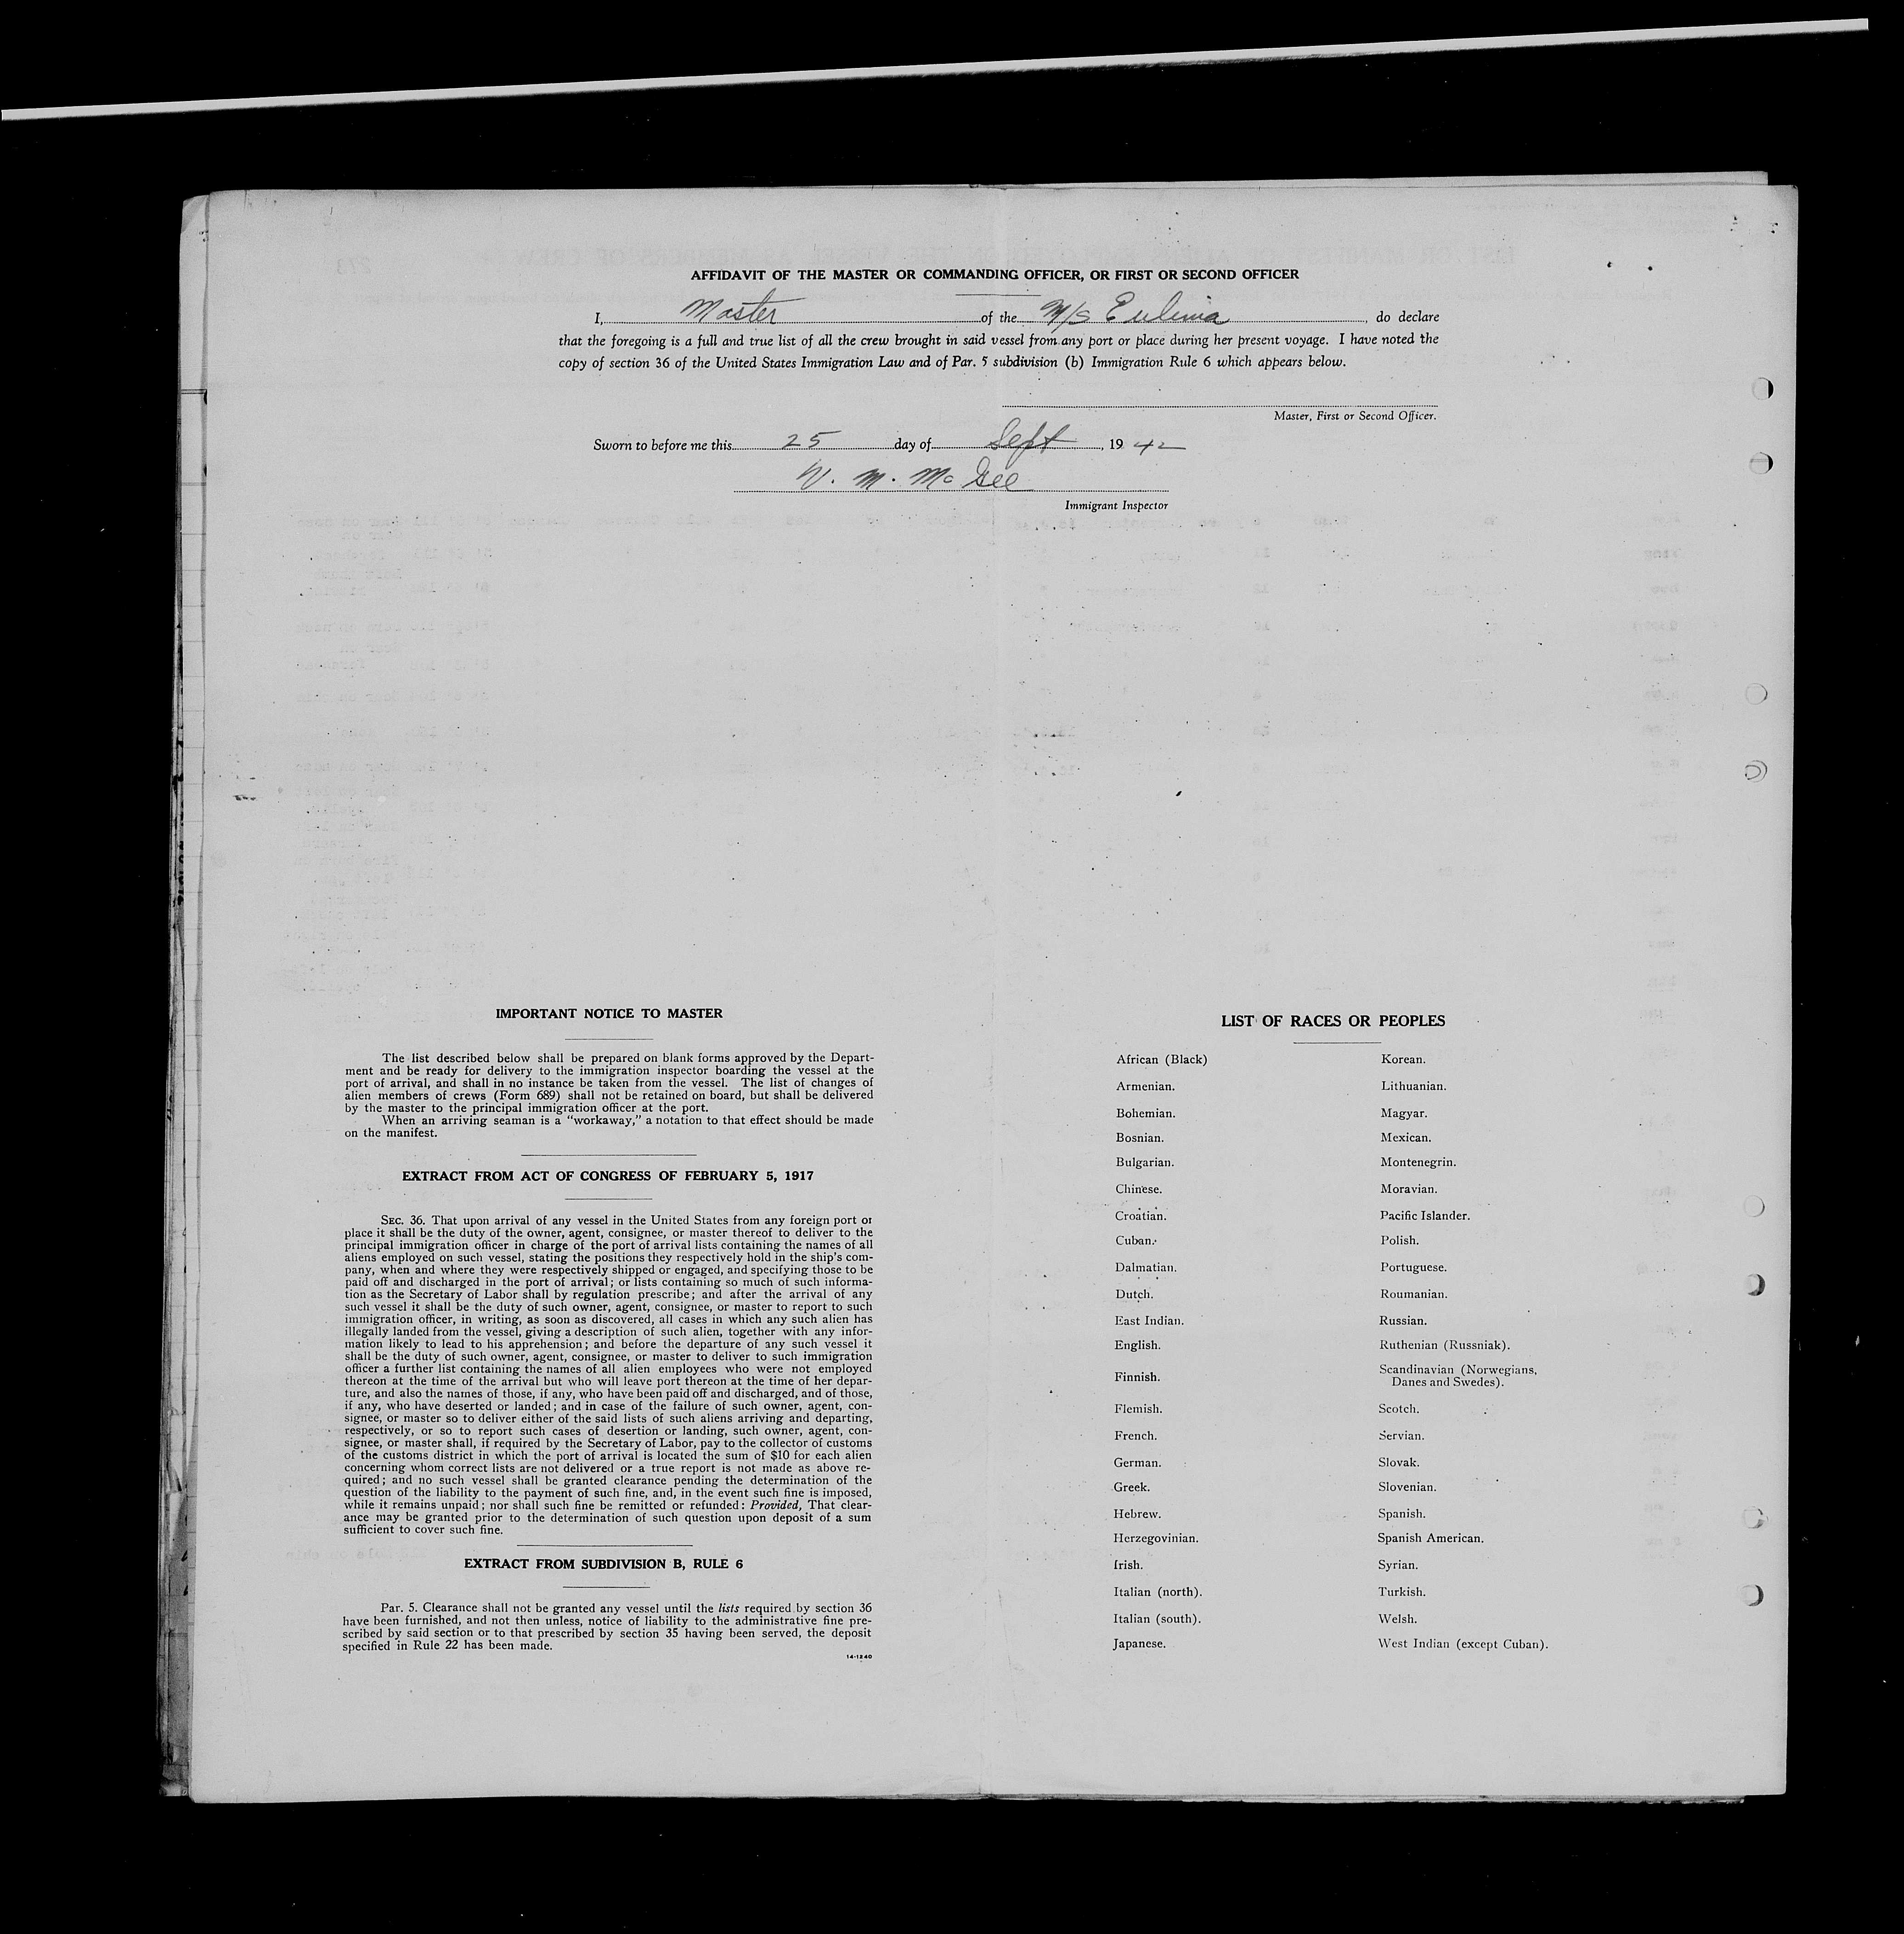 AFFIDAVIT OF THE MASTER OR COMMANDING OFFICER, OR FIRST OR SECOND OFFICER
I, Master of the M/S Eulima, do declare
that the foregoing is a full and true list of all the crew brought in said vessel from any port or place during her present voyage. I have noted the
copy of section 36 of the United States Immigration Law and of Par. 5 subdivision (b) Immigration Rule 6 which appears below.
Master, First or Second Officer.
Sworn to before me this 25 day of Sept, 1942
W. M. McGee
Immigrant Inspector
IMPORTANT NOTICE TO MASTER
The list described below shall be prepared on blank forms approved by the Depart-
ment and be ready for delivery to the immigration inspector boarding the vessel at the
port of arrival, and shall in no instance be taken from the vessel. The list of changes of
alien members of crews (Form 689) shall not be retained on board, but shall be delivered
by the master to the principal immigration officer at the port.
When an arriving seaman is a "workaway," a notation to that effect should be made
on the manifest.
EXTRACT FROM ACT OF CONGRESS OF FEBRUARY 5, 1917
SEC. 36. That upon arrival of any vessel in the United States from any foreign port or
place it shall be the duty of the owner, agent, consignee, or master thereof to deliver to the
principal immigration officer in charge of the port of arrival lists containing the names of all
aliens employed on such vessel, stating the positions they respectively hold in the ship's com-
pany, when and where they were respectively shipped or engaged, and specifying those to be
paid off and discharged in the port of arrival; or lists containing so much of such informa-
tion as the Secretary of Labor shall by regulation prescribe; and after the arrival of any
such vessel it shall be the duty of such owner, agent, consignee, or master to report to such
immigration officer, in writing, as soon as discovered, all cases in which any such alien has
illegally landed from the vessel, giving a description of such alien, together with any infor-
mation likely to lead to his apprehension; and before the departure of any such vessel it
shall be the duty of such owner, agent, consignee, or master to deliver to such immigration
officer a further list containing the names of all alien employees who were not employed
thereon at the time of the arrival but who will leave port thereon at the time of her depar-
ture, and also the names of those, if any, who have been paid off and discharged, and of those,
if any, who have deserted or landed; and in case of the failure of such owner, agent, con-
signee, or master so to deliver either of the said lists of such aliens arriving and departing,
respectively, or so to report such cases of desertion or landing, such owner, agent, con-
signee, or master shall, if required by the Secretary of Labor, pay to the collector of customs
of the customs district in which the port of arrival is located the sum of $10 for each alien
concerning whom correct lists are not delivered or a true report is not made as above re-
quired; and no such vessel shall be granted clearance pending the determination of the
question of the liability to the payment of such fine, and, in the event such fine is imposed,
while it remains unpaid; nor shall such fine be remitted or refunded: Provided, That clear-
ance may be granted prior to the determination of such question upon deposit of a sum
sufficient to cover such fine.
EXTRACT FROM SUBDIVISION B, RULE 6
Par. 5. Clearance shall not be granted any vessel until the lists required by section 36
have been furnished, and not then unless, notice of liability to the administrative fine pre-
scribed by said section or to that prescribed by section 35 having been served, the deposit
specified in Rule 22 has been made.
14-1240
LIST OF RACES OR PEOPLES
African (Black)
Armenian.
Bohemian.
Bosnian.
Bulgarian.
Chinese.
Croatian.
Cuban.
Dalmatian.
Dutch.
East Indian.
English.
Finnish.
Flemish.
French.
German.
Greek.
Hebrew.
Herzegovinian.
Irish.
Italian (north).
Italian (south).
Japanese.
Korean.
Lithuanian.
Magyar.
Mexican.
Montenegrin.
Moravian.
Pacific Islander.
Polish.
Portuguese.
Roumanian.
Russian.
Ruthenian (Russniak).
Scandinavian (Norwegians,
Danes and Swedes).
Scotch.
Servian.
Slovak.
Slovenian.
Spanish.
Spanish American.
Syrian.
Turkish.
Welsh.
West Indian (except Cuban).